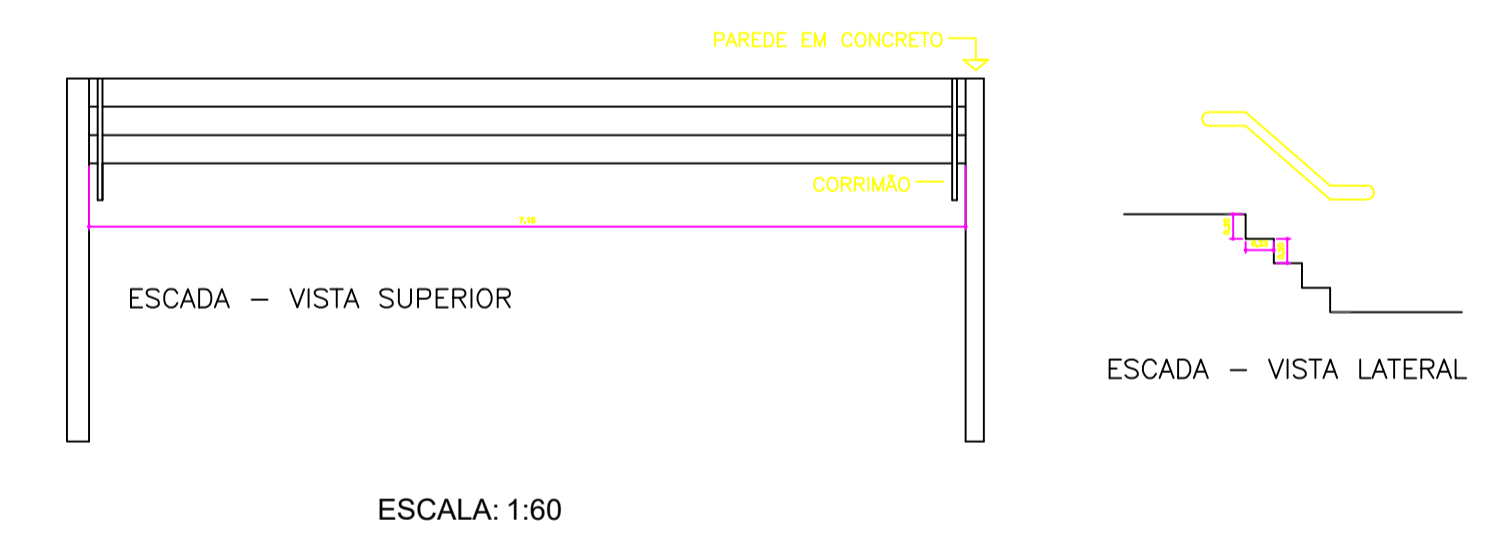 PAREDE EM CONCRETO
CORRIMÃO
7,15
ESCADA – VISTA SUPERIOR
ESCADA – VISTA LATERAL
ESCALA: 1:60